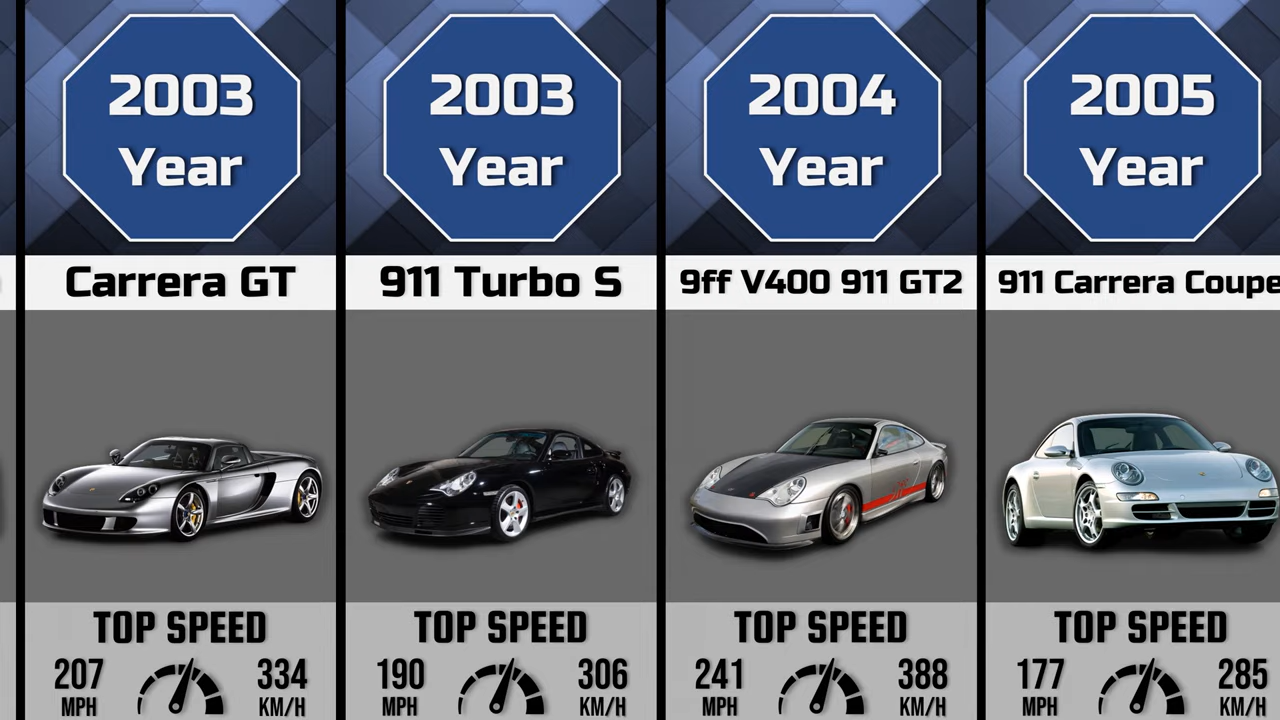 2003
Year
Carrera GT
TOP SPEED
207
MPH
334
KM/H
2003
Year
911 Turbo S
TOP SPEED
190
MPH
306
KM/H
2004
Year
9ff V400 911 GT2
TOP SPEED
241
MPH
388
KM/H
2005
Year
911 Carrera Coupe
TOP SPEED
177
MPH
285
KM/H